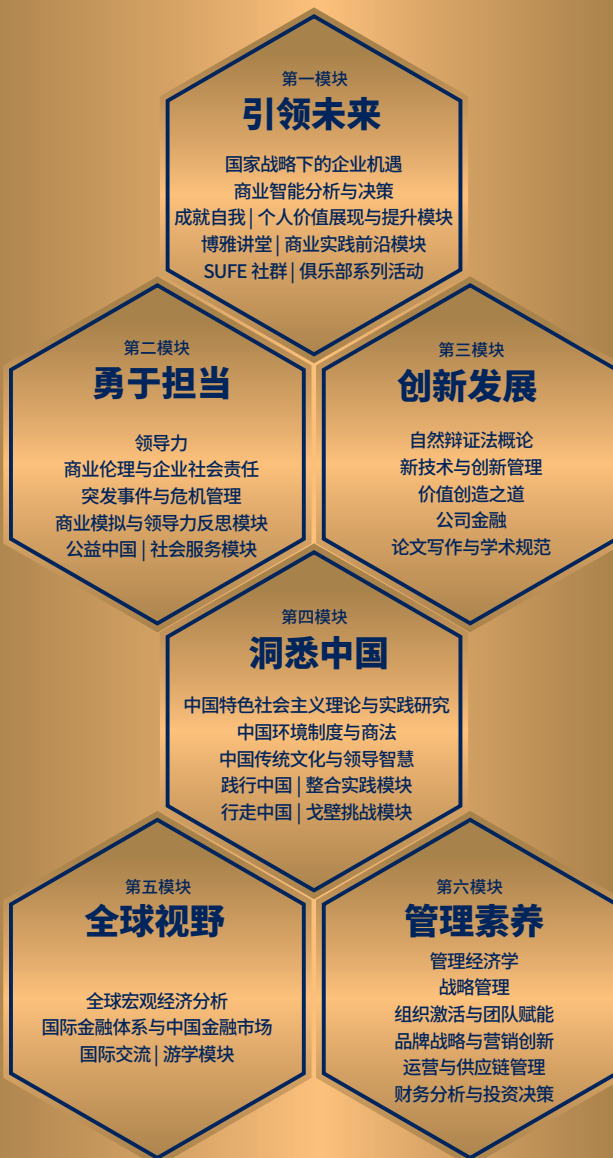 第一模块
引领未来
国家战略下的企业机遇
商业智能分析与决策
成就自我 | 个人价值展现与提升模块
博雅讲堂 | 商业实践前沿模块
SUFE 社群 | 俱乐部系列活动
第二模块
勇于担当
领导力
商业伦理与企业社会责任
突发事件与危机管理
商业模拟与领导力反思模块
公益中国 | 社会服务模块
第三模块
创新发展
自然辩证法概论
新技术与创新管理
价值创造之道
公司金融
论文写作与学术规范
第四模块
洞悉中国
中国特色社会主义理论与实践研究
中国环境制度与商法
中国传统文化与领导智慧
践行中国 | 整合实践模块
行走中国 | 戈壁挑战模块
第五模块
全球视野
全球宏观经济分析
国际金融体系与中国金融市场
国际交流 | 游学模块
第六模块
管理素养
管理经济学
战略管理
组织激活与团队赋能
品牌战略与营销创新
运营与供应链管理
财务分析与投资决策